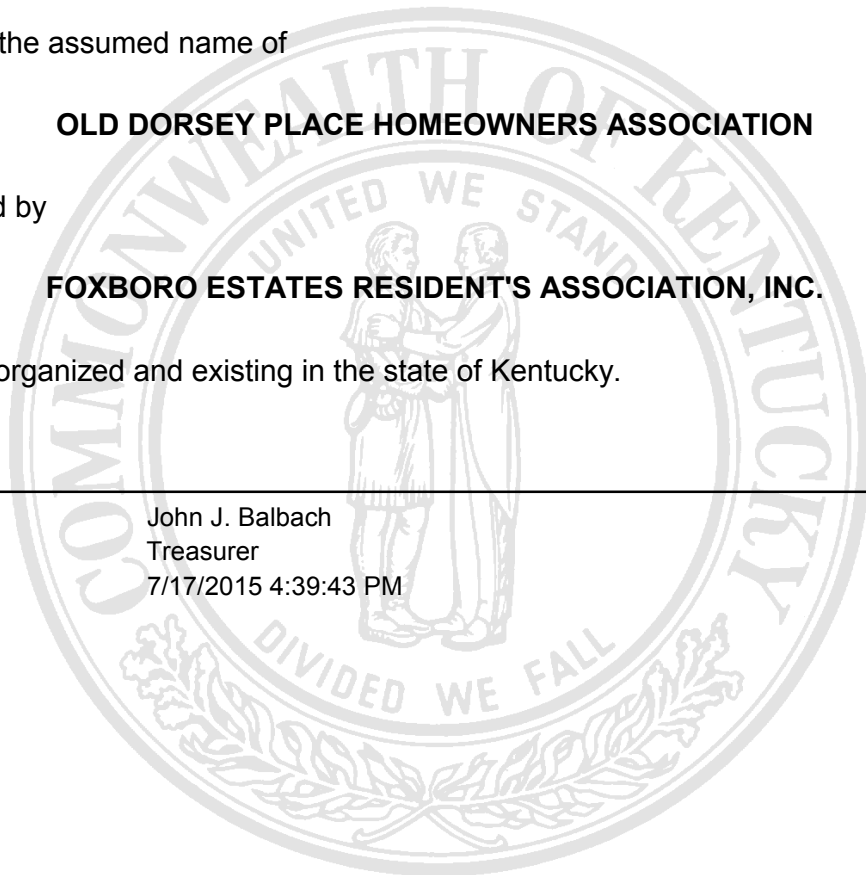 the assumed name of
OLD DORSEY PLACE HOMEOWNERS ASSOCIATION
d by
FOXBORO ESTATES RESIDENT'S ASSOCIATION, INC.
organized and existing in the state of Kentucky.
John J. Balbach
Treasurer
7/17/2015 4:39:43 PM
COMMONWEALTH OF KENTUCKY
UNITED WE STAND
DIVIDED WE FALL